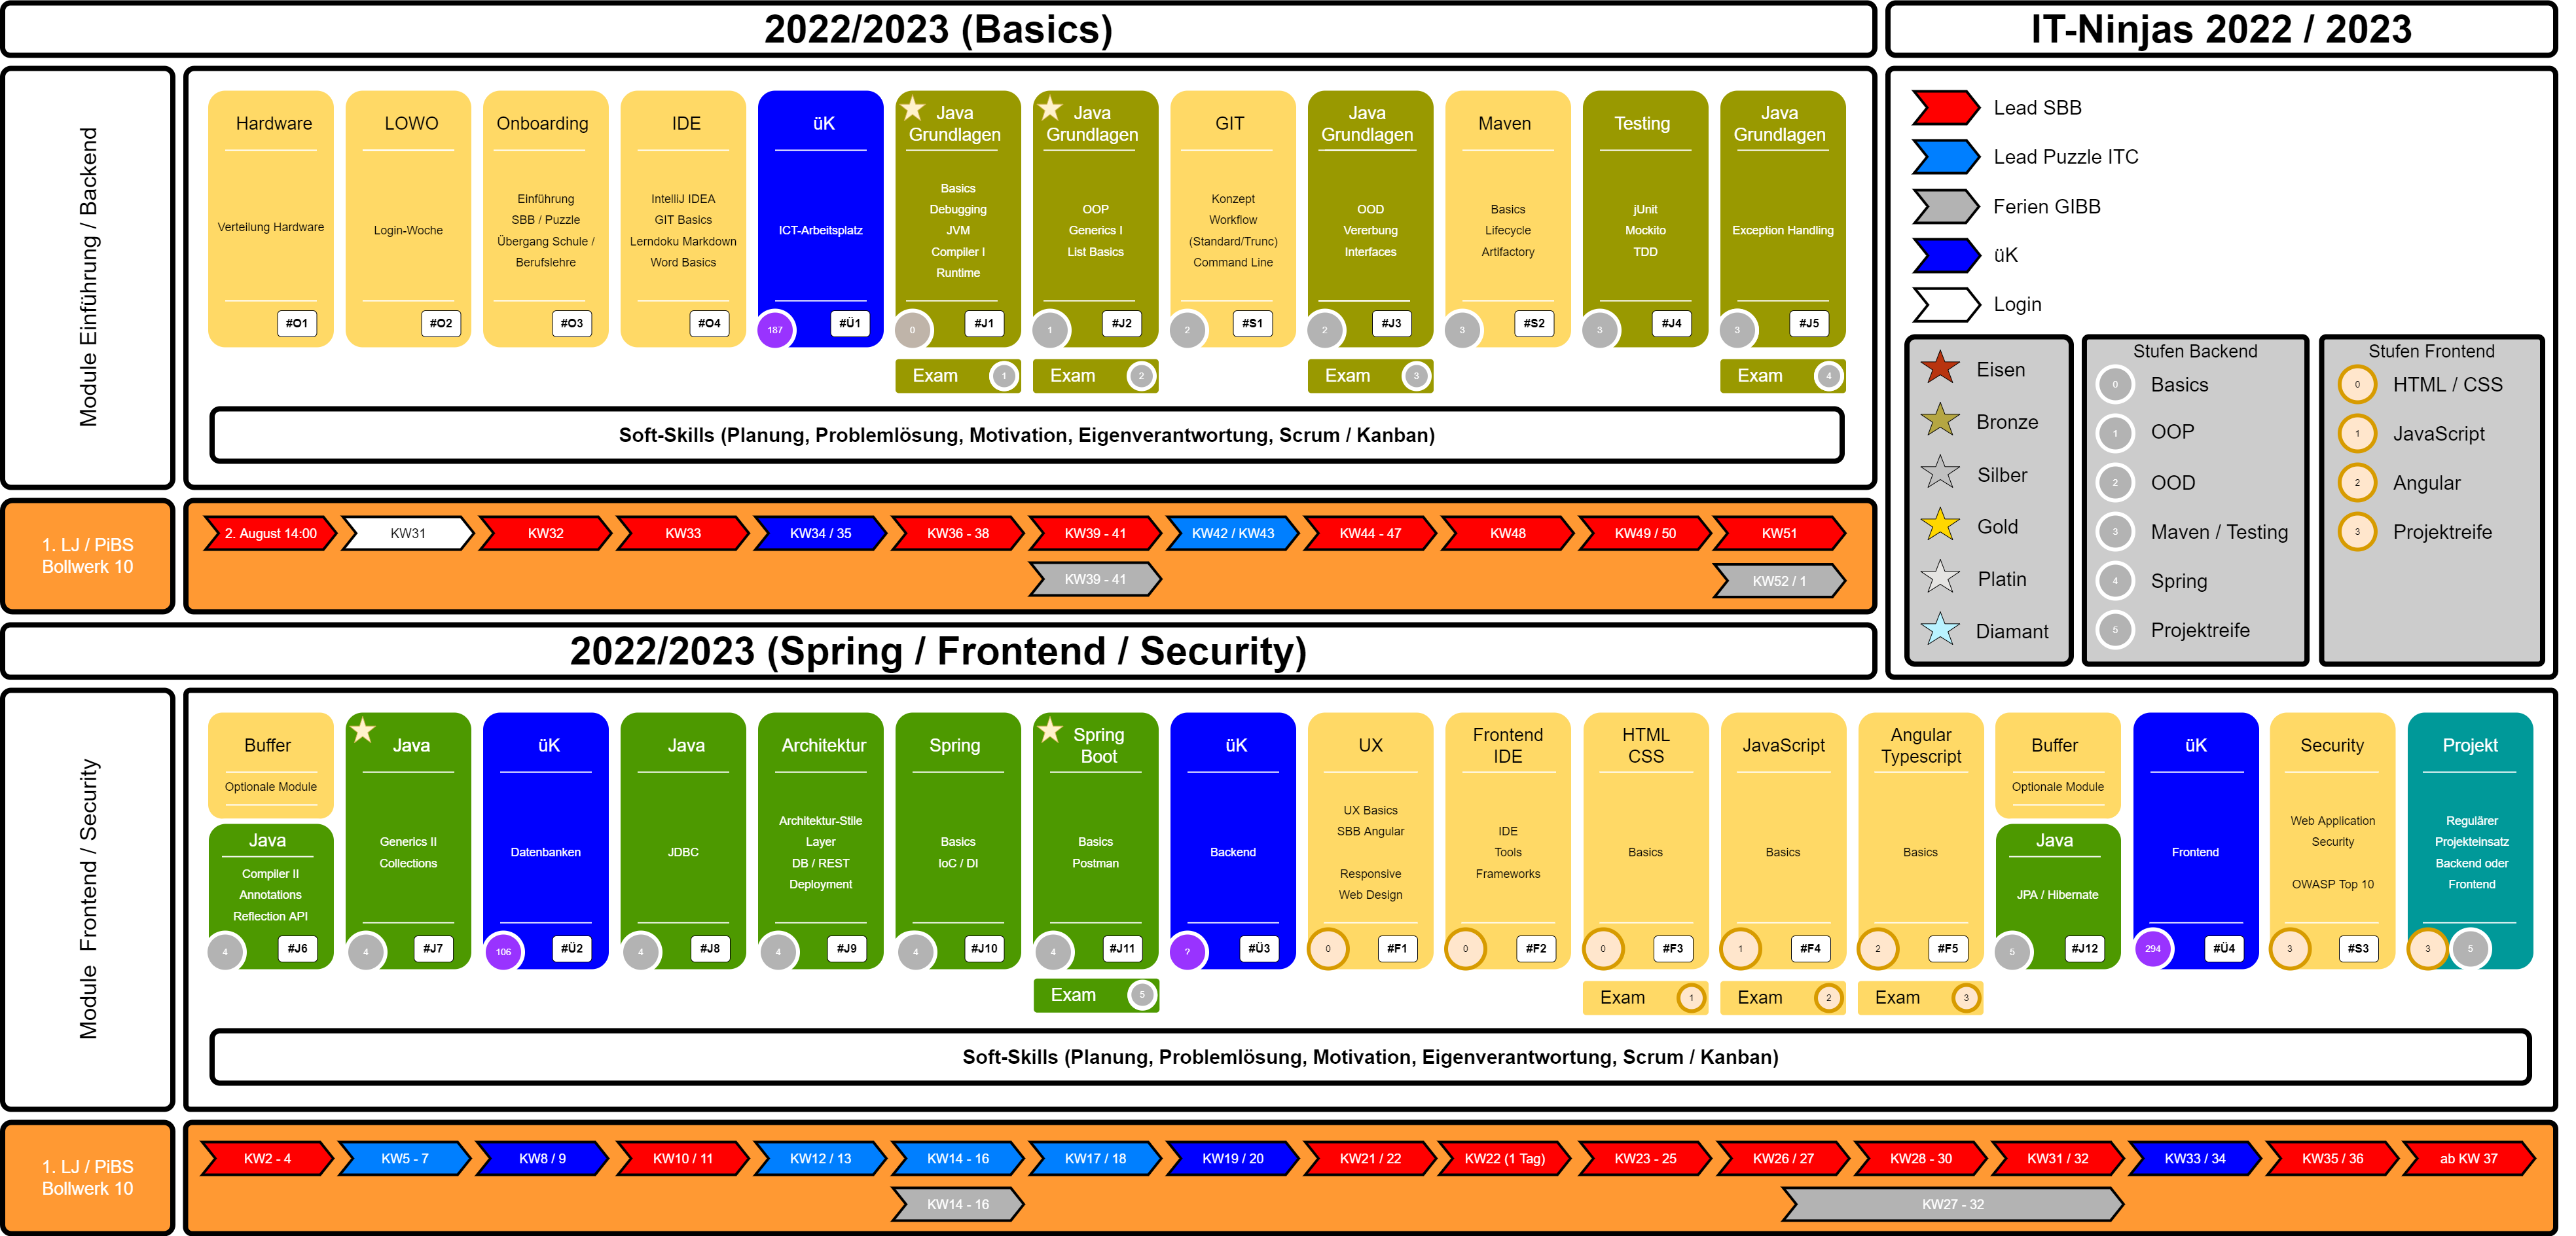 2022/2023 (Basics)
IT-Ninjas 2022 / 2023
Module Einführung / Backend
Hardware
Verteilung Hardware
#O1
LOWO
Login-Woche
#O2
Onboarding
Einführung
SBB / Puzzle
Übergang Schule /
Berufslehre
#O3
IDE
IntelliJ IDEA
GIT Basics
Lerndoku Markdown
Word Basics
#O4
üK
ICT-Arbeitsplatz
187
#Ü1
Java
Grundlagen
Basics
Debugging
JVM
Compiler I
Runtime
0
#J1
Exam
1
Java
Grundlagen
OOP
Generics I
List Basics
1
#J2
Exam
2
GIT
Konzept
Workflow
(Standard/Trunc)
Command Line
2
#S1
Java
Grundlagen
OOD
Vererbung
Interfaces
2
#J3
Exam
3
Maven
Basics
Lifecycle
Artifactory
3
#S2
Testing
jUnit
Mockito
TDD
3
#J4
Java
Grundlagen
Exception Handling
3
#J5
Exam
4
Soft-Skills (Planung, Problemlösung, Motivation, Eigenverantwortung, Scrum / Kanban)
1. LJ / PiBS
Bollwerk 10
2. August 14:00
KW31
KW32
KW33
KW34 / 35
KW36 - 38
KW39 - 41
KW42 / KW43
KW44 - 47
KW48
KW49 / 50
KW51
KW39 - 41
KW52 / 1
Lead SBB
Lead Puzzle ITC
Ferien GIBB
üK
Login
Eisen
Bronze
Silber
Gold
Platin
Diamant
Stufen Backend
0 Basics
1 OOP
2 OOD
3 Maven / Testing
4 Spring
5 Projektreife
Stufen Frontend
0 HTML / CSS
1 JavaScript
2 Angular
3 Projektreife
2022/2023 (Spring / Frontend / Security)
Module Frontend / Security
Buffer
Optionale Module
Java
Compiler II
Annotations
Reflection API
4
#J6
Java
Generics II
Collections
4
#J7
üK
Datenbanken
106
#Ü2
Java
JDBC
4
#J8
Architektur
Architektur-Stile
Layer
DB / REST
Deployment
4
#J9
Spring
Basics
IoC / DI
4
#J10
Spring
Boot
Basics
Postman
4
#J11
Exam
5
üK
Backend
?
#Ü3
UX
UX Basics
SBB Angular
Responsive
Web Design
0
#F1
Frontend
IDE
IDE
Tools
Frameworks
0
#F2
HTML
CSS
Basics
0
#F3
Exam
1
JavaScript
Basics
1
#F4
Exam
2
Angular
Typescript
Basics
2
#F5
Exam
3
Buffer
Optionale Module
Java
JPA / Hibernate
5
#J12
üK
Frontend
294
#Ü4
Security
Web Application
Security
OWASP Top 10
3
#S3
Projekt
Regulärer
Projekteinsatz
Backend oder
Frontend
3
5
Soft-Skills (Planung, Problemlösung, Motivation, Eigenverantwortung, Scrum / Kanban)
1. LJ / PiBS
Bollwerk 10
KW2 - 4
KW5 - 7
KW8 / 9
KW10 / 11
KW12 / 13
KW14 - 16
KW17 / 18
KW19 / 20
KW21 / 22
KW22 (1 Tag)
KW23 - 25
KW26 / 27
KW28 - 30
KW31 / 32
KW33 / 34
KW35 / 36
ab KW 37
KW14 - 16
KW27 - 32